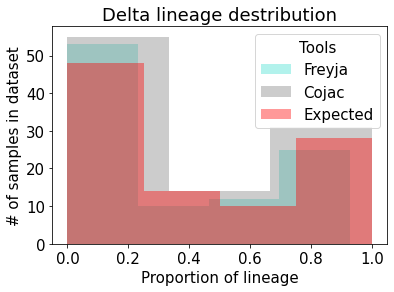 Delta lineage destribution
# of samples in dataset
50
40
30
20
10
0
Tools
Freyja
Cojac
Expected
0.0 0.2 0.4 0.6 0.8 1.0
Proportion of lineage